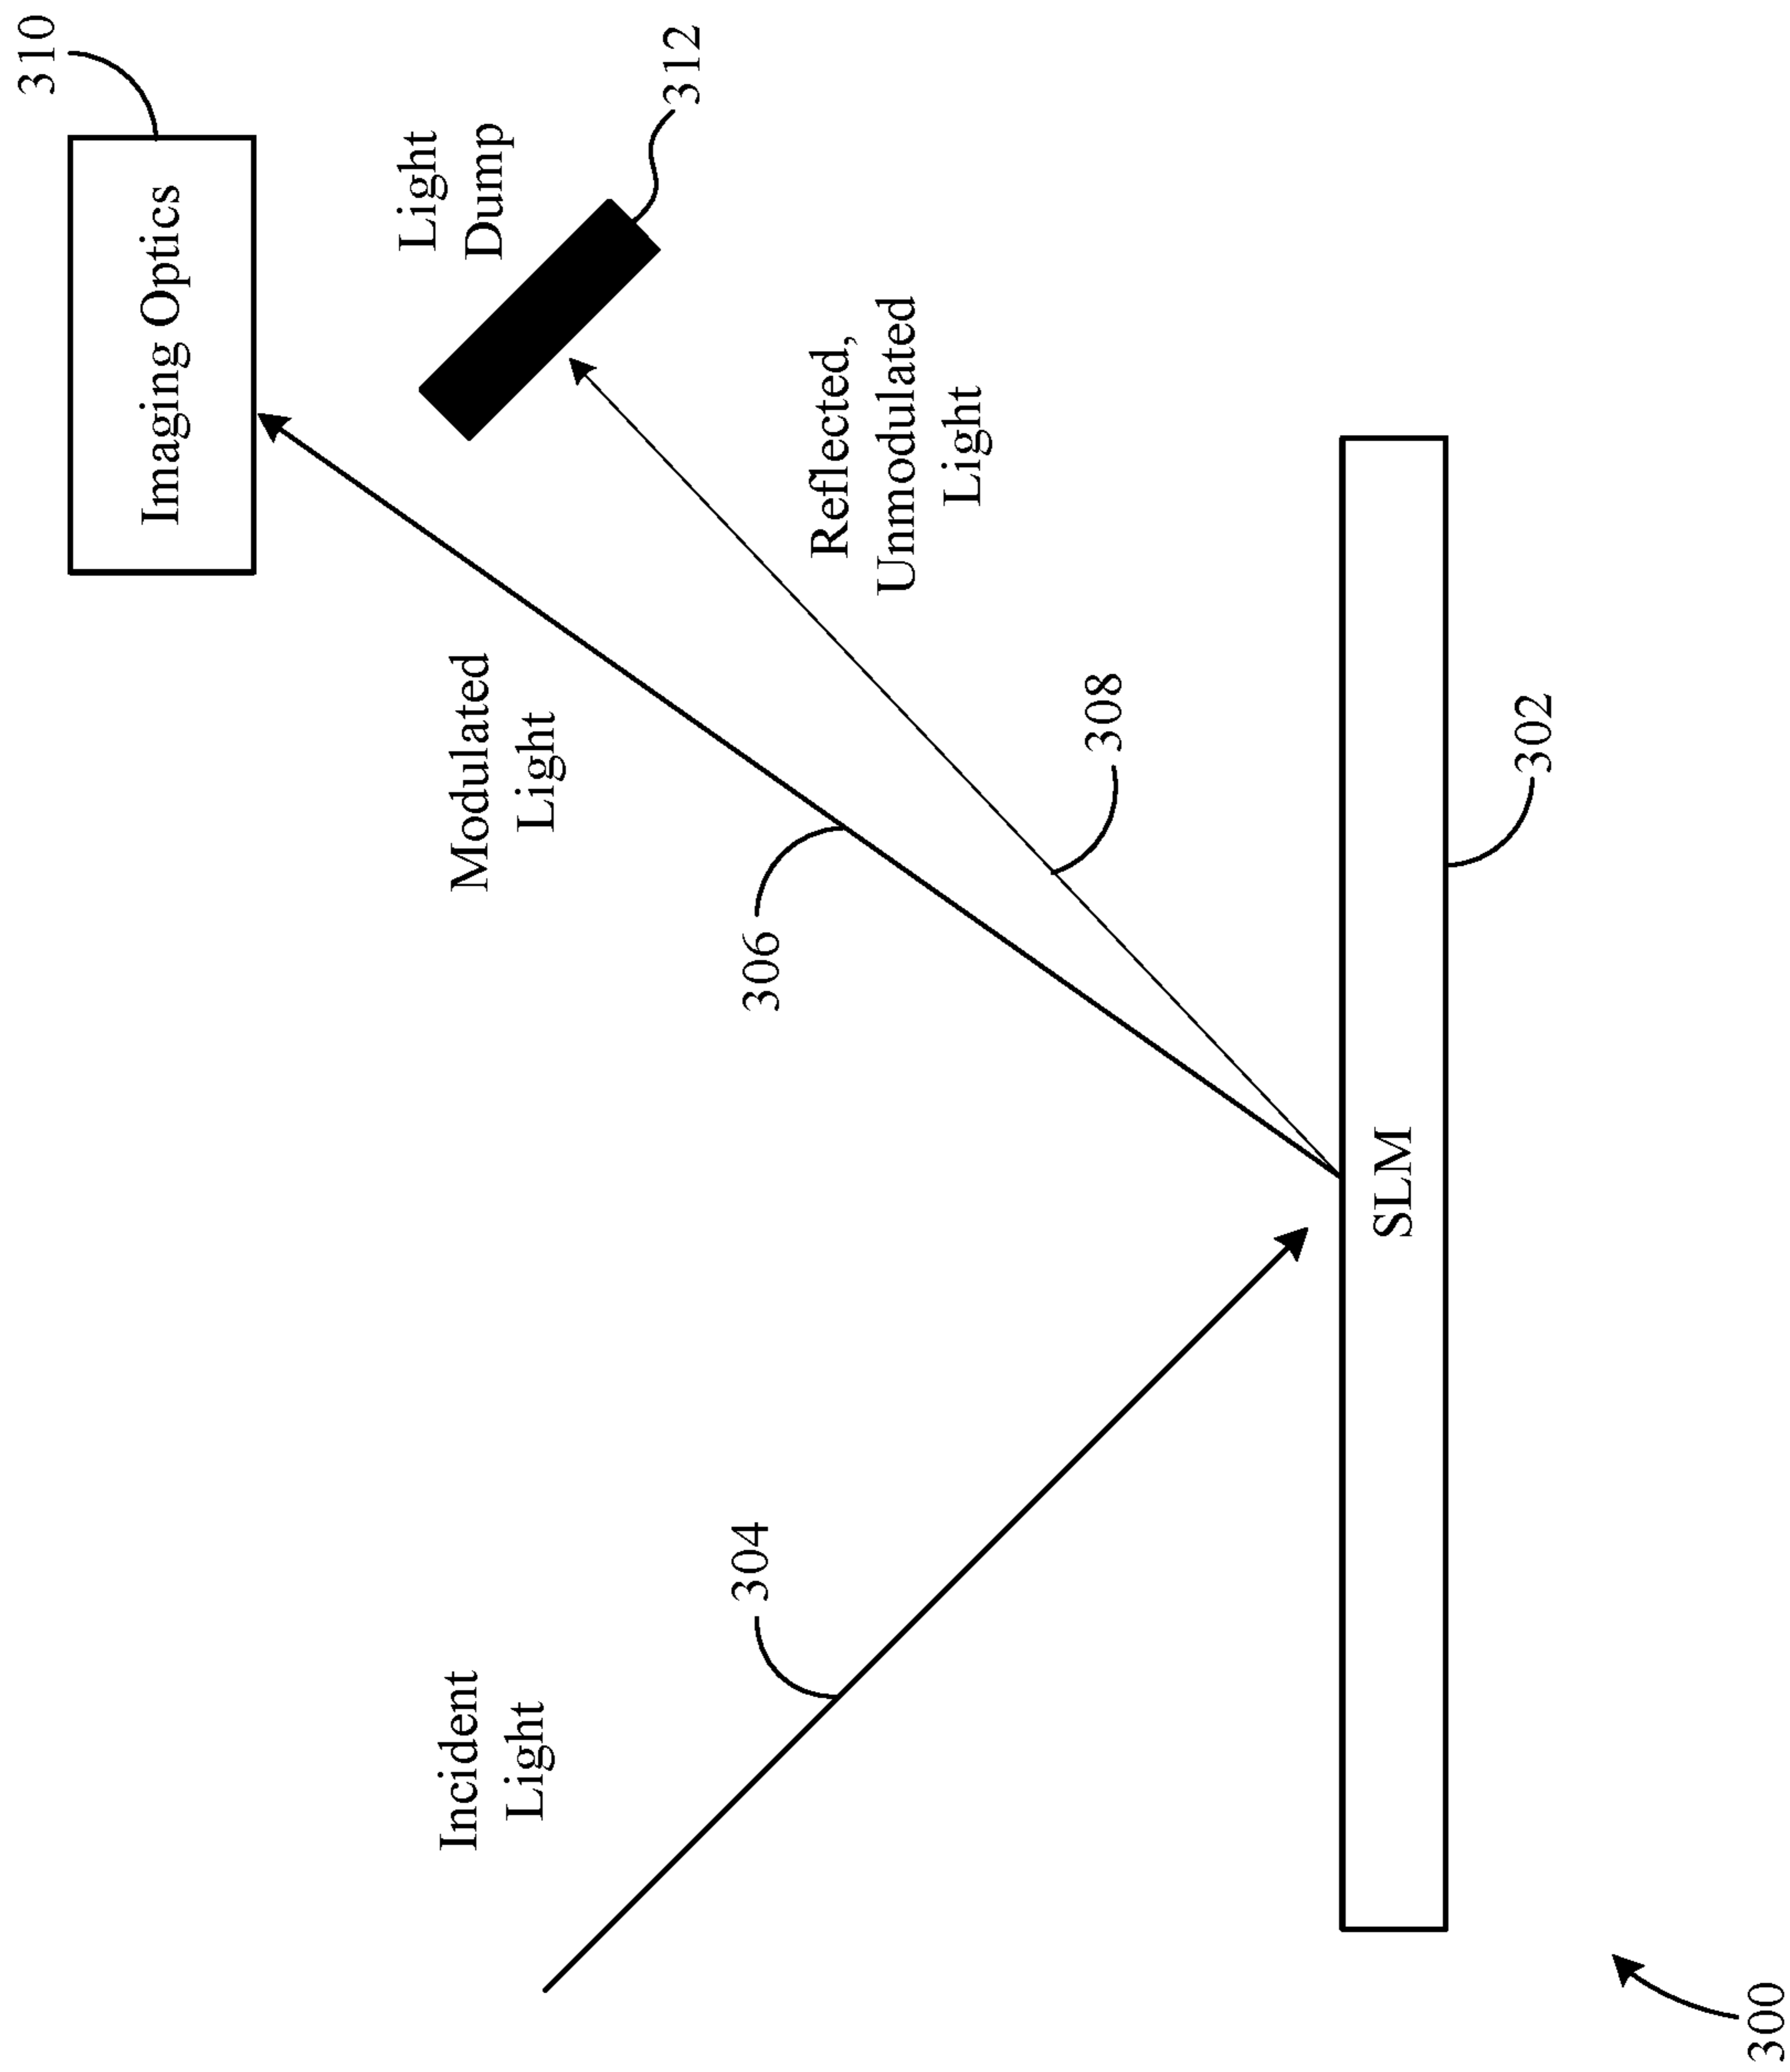 310
Imaging Optics
Light
Dump
312
Modulated
Light
Reflected,
Unmodulated
Light
306
308
Incident
Light
304
SLM
302
300